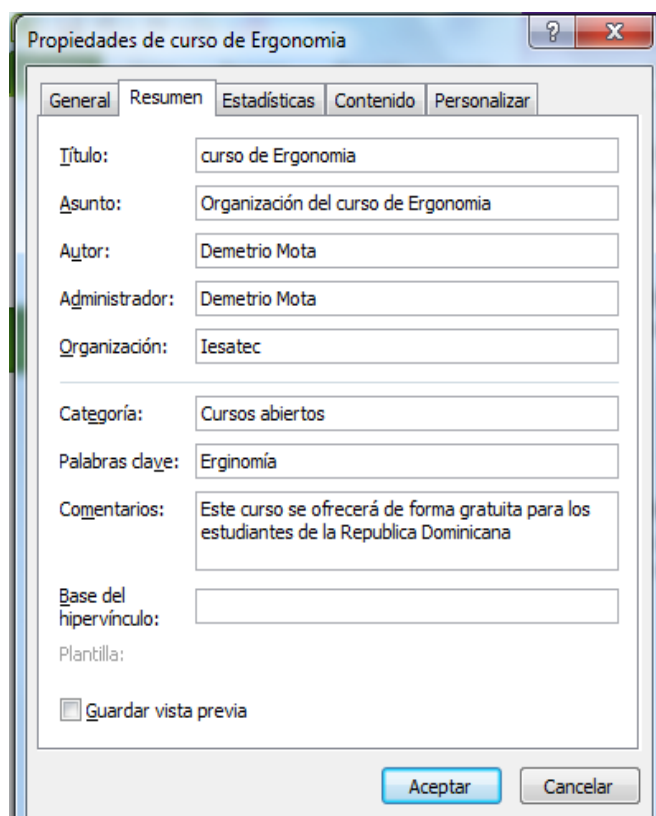 Propiedades de curso de Ergonomia
General Resumen Estadísticas Contenido Personalizar
Título: curso de Ergonomia
Asunto: Organización del curso de Ergonomia
Autor: Demetrio Mota
Administrador: Demetrio Mota
Organización: Iesatec
Categoría: Cursos abiertos
Palabras clave: Erginomía
Comentarios: Este curso se ofrecerá de forma gratuita para los
estudiantes de la Republica Dominicana
Base del
hipervínculo:
Plantilla:
Guardar vista previa
Aceptar Cancelar